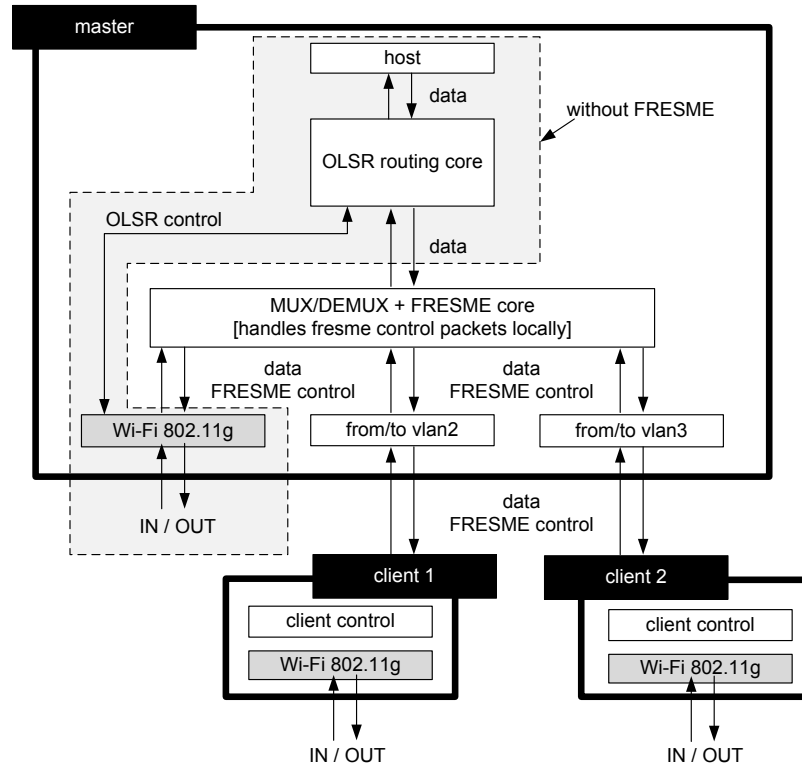 master
host
data
without FRESME
OLSR routing core
OLSR control
data
MUX/DEMUX + FRESME core
[handles fresme control packets locally]
data
FRESME control
data
FRESME control
Wi-Fi 802.11g
from/to vlan2
from/to vlan3
IN / OUT
data
FRESME control
client 1
client 2
client control
Wi-Fi 802.11g
client control
Wi-Fi 802.11g
IN / OUT
IN / OUT